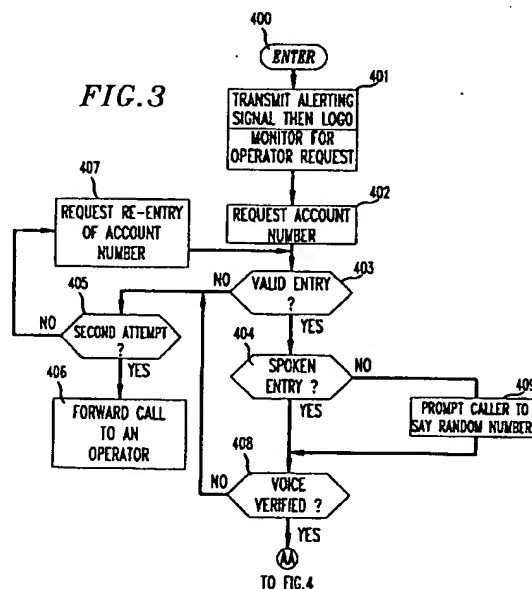 400
ENTER
FIG.3
401
TRANSMIT ALERTING
SIGNAL THEN LOGO
MONITOR FOR
OPERATOR REQUEST
407
REQUEST RE-ENTRY
OF ACCOUNT
NUMBER
402
REQUEST ACCOUNT
NUMBER
403
VALID ENTRY
?
NO
YES
405
SECOND ATTEMPT
?
NO
YES
404
SPOKEN
ENTRY ?
NO
YES
406
FORWARD CALL
TO AN
OPERATOR
409
PROMPT CALLER TO
SAY RANDOM NUMBER
408
VOICE
VERIFIED ?
NO
YES
AA
TO FIG.4